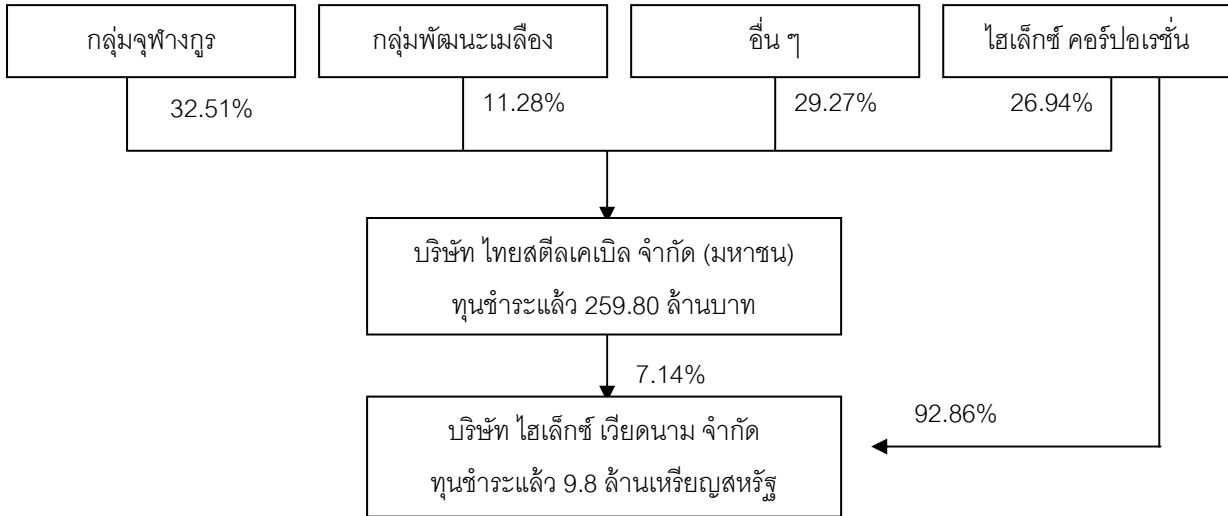 กลุ่มจุฬางกูร
กลุ่มพัฒนะเมลือง
อื่น ๆ
ไฮเล็กซ์ คอร์ปอเรชั่น
32.51%
11.28%
29.27%
26.94%
บริษัท ไทยสตีลเคเบิล จำกัด (มหาชน)
ทุนชำระแล้ว 259.80 ล้านบาท
7.14%
92.86%
บริษัท ไฮเล็กซ์ เวียดนาม จำกัด
ทุนชำระแล้ว 9.8 ล้านเหรียญสหรัฐ